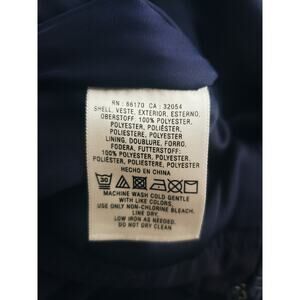 RN : 66170 CA : 32054
SHELL, VESTE, EXTERIOR, ESTERNO,
OBERSTOFF: 100% POLYESTER,
POLYESTER, POLIÉSTER,
POLIESTERE, POLYESTER
LINING, DOUBLURE, FORRO,
FODERA, FUTTERSTOFF:
100% POLYESTER, POLYESTER,
POLIÉSTER, POLIESTERE, POLYESTER
HECHO EN CHINA
30
MACHINE WASH COLD GENTLE
WITH LIKE COLORS.
USE ONLY NON-CHLORINE BLEACH.
LINE DRY.
LOW IRON AS NEEDED.
DO NOT DRY CLEAN